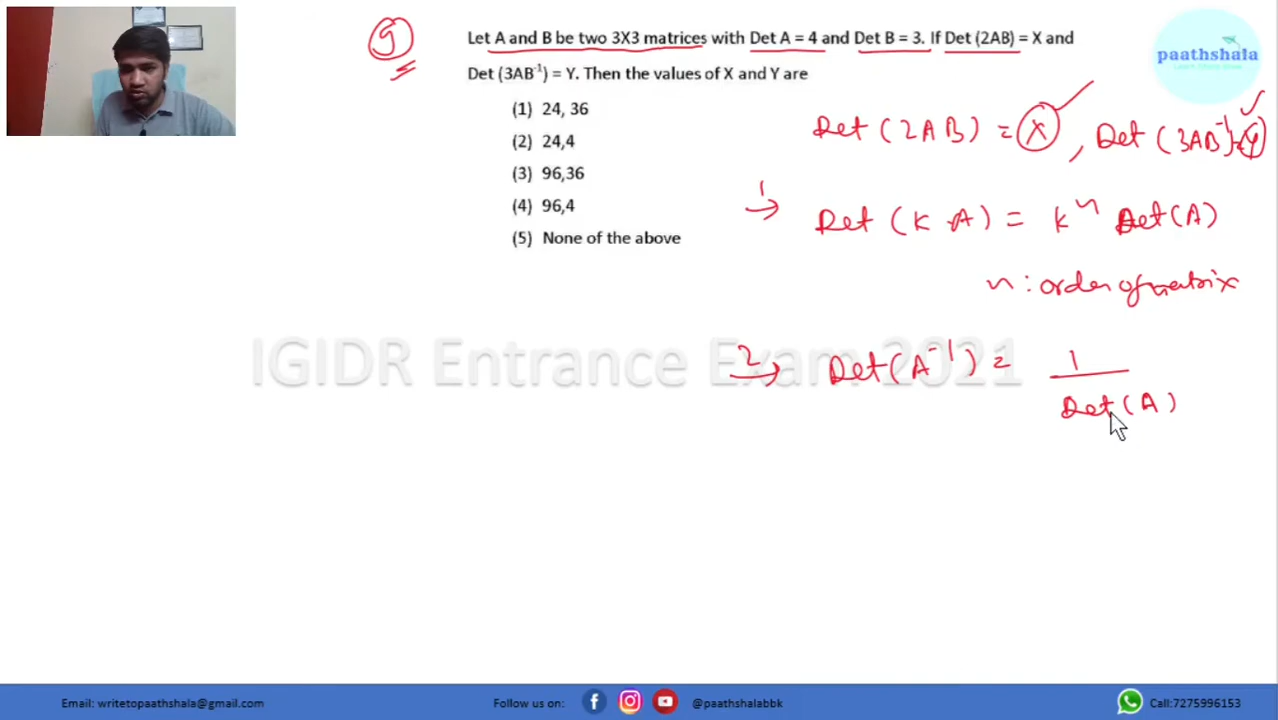 9
Let A and B be two 3X3 matrices with Det A = 4 and Det B = 3. If Det (2AB) = X and
Det (3AB⁻¹) = Y. Then the values of X and Y are
(1) 24, 36
(2) 24,4
(3) 96,36
(4) 96,4
(5) None of the above
paathshala
Det (2AB) = X , Det (3AB⁻¹) = Y
1 → Det (K A) = Kⁿ Det (A)
n : order of matrix
IGIDR Entrance Exam 2021
2 → Det (A⁻¹) = 1 / Det (A)
Email: writetopaathshala@gmail.com
Follow us on:
@paathshalabbk
Call:7275996153